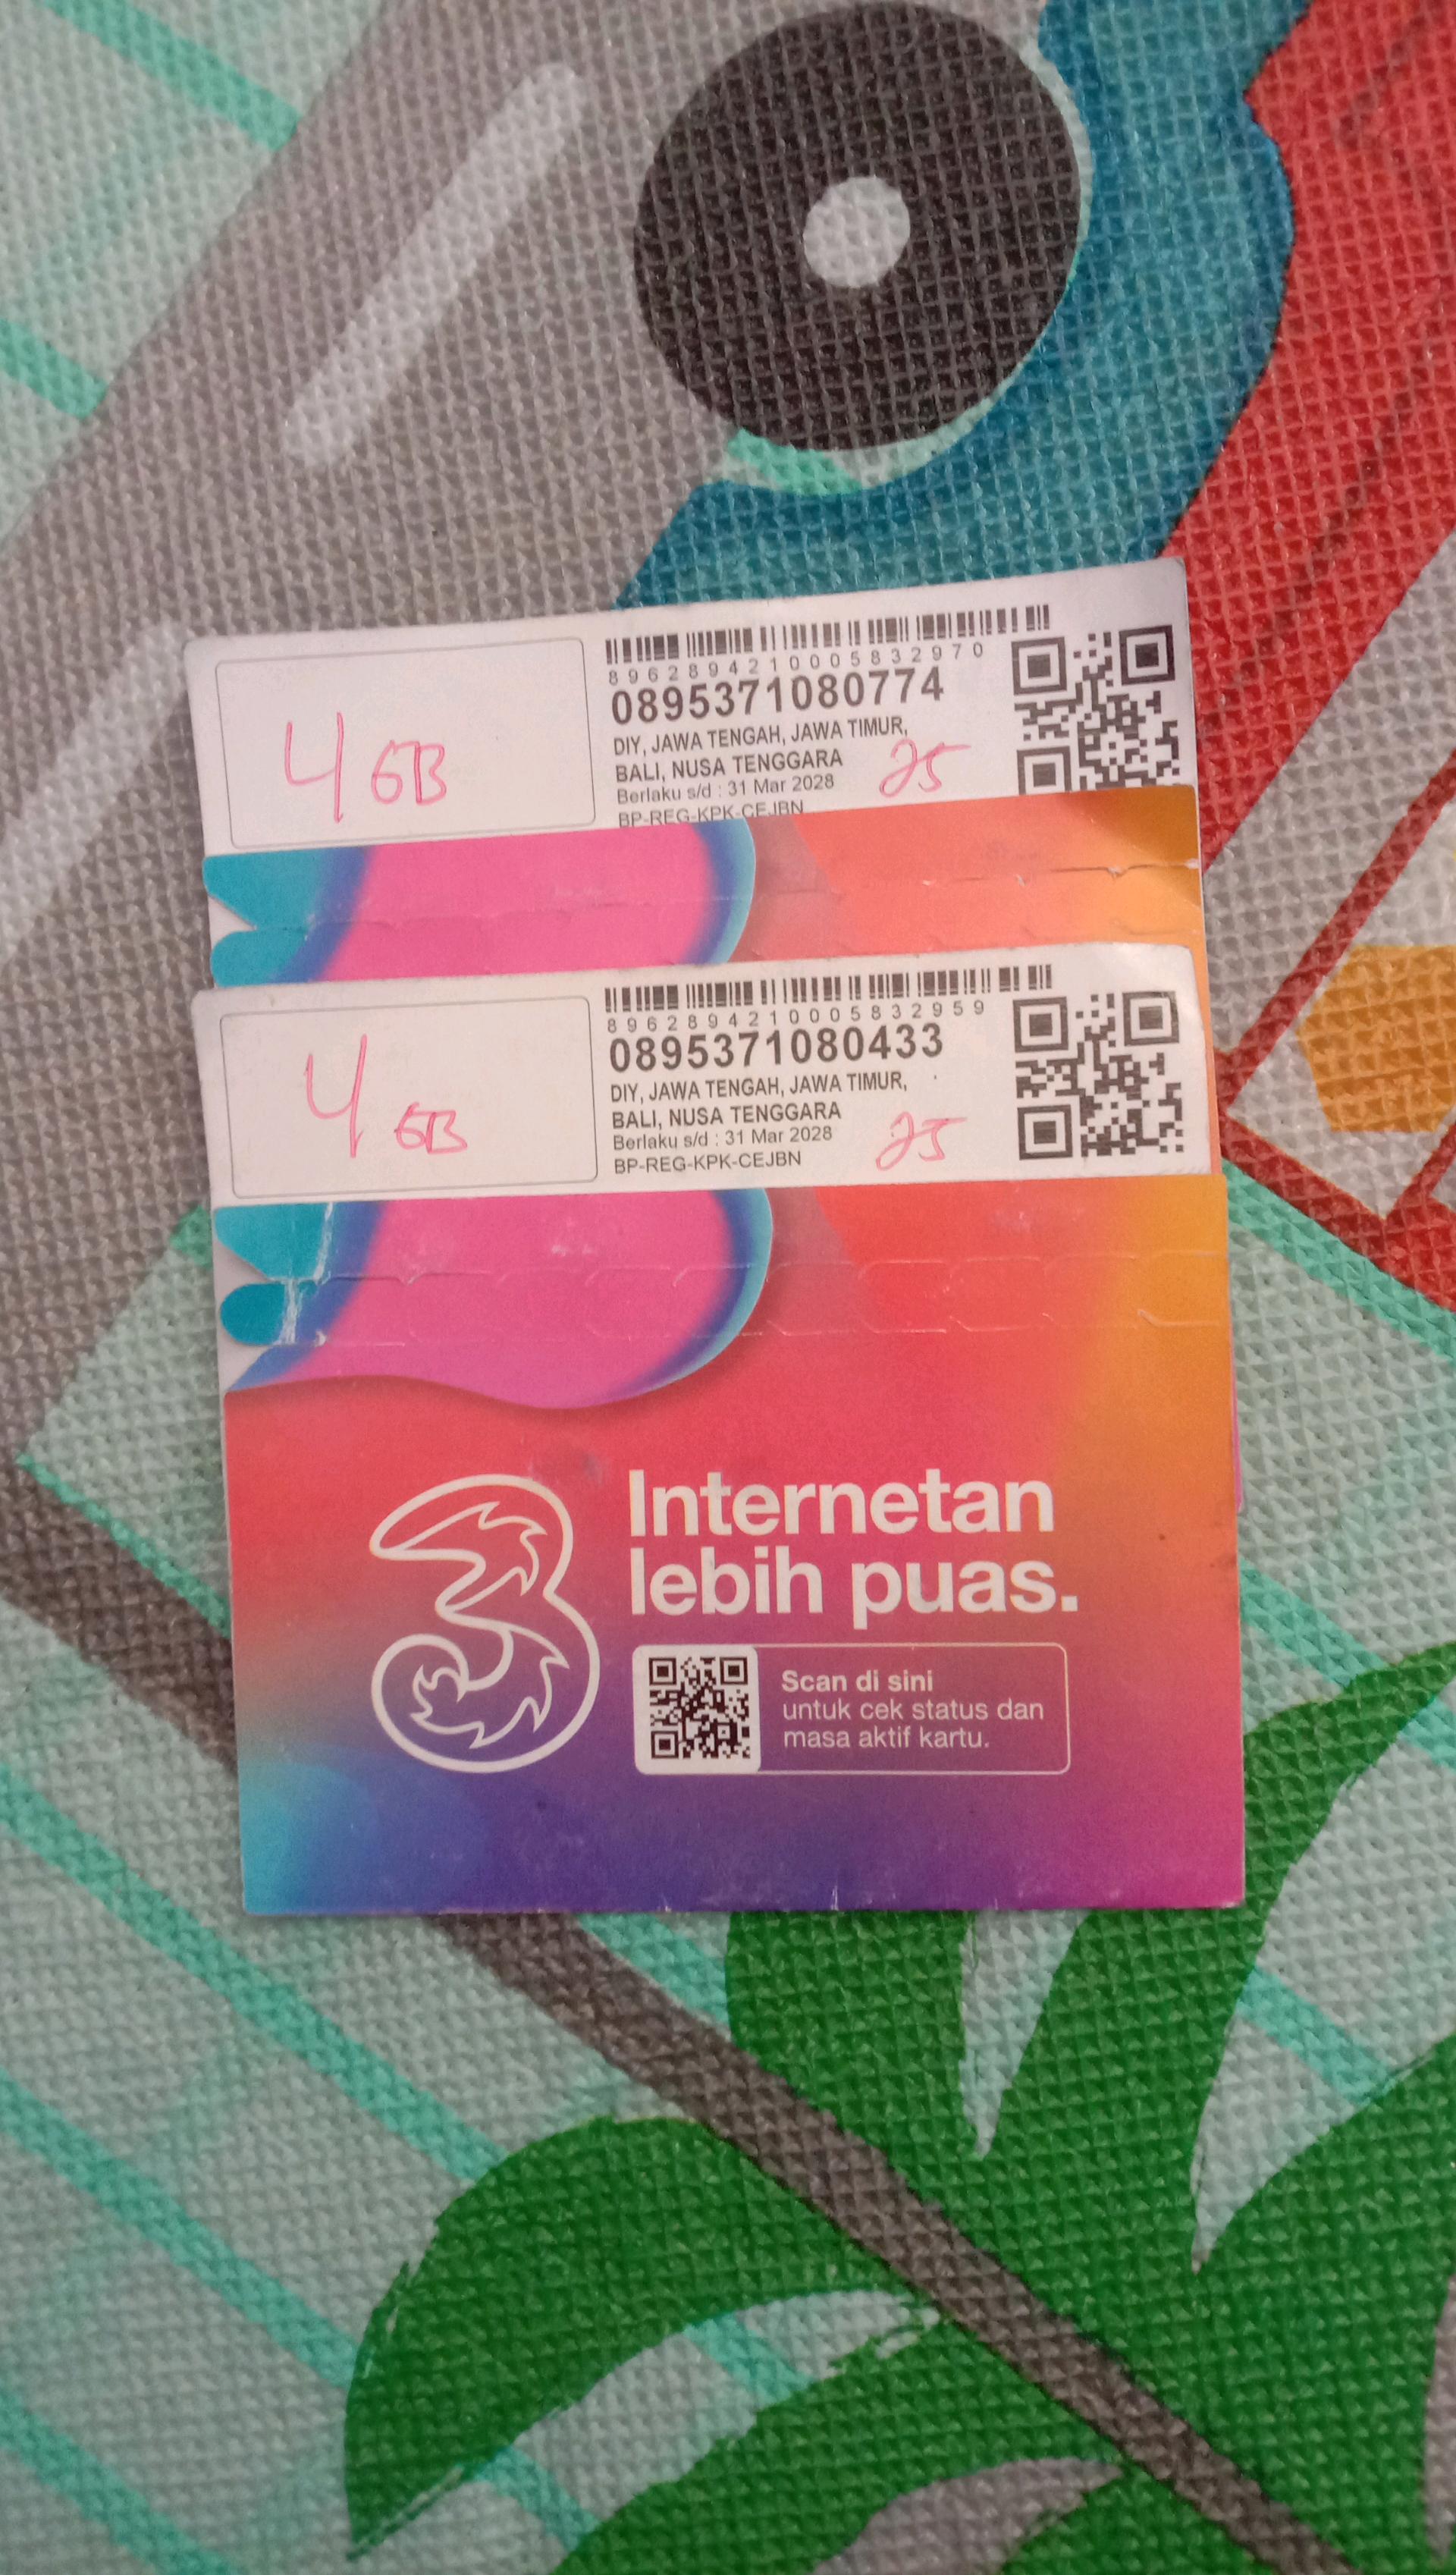 4 GB
8962894210005832970
0895371080774
DIY, JAWA TENGAH, JAWA TIMUR,
BALI, NUSA TENGGARA
25
Berlaku s/d : 31 Mar 2028
BP-REG-KPK-CEJBN
4 GB
8962894210005832959
0895371080433
DIY, JAWA TENGAH, JAWA TIMUR,
BALI, NUSA TENGGARA
25
Berlaku s/d : 31 Mar 2028
BP-REG-KPK-CEJBN
3
Internetan
lebih puas.
Scan di sini
untuk cek status dan
masa aktif kartu.